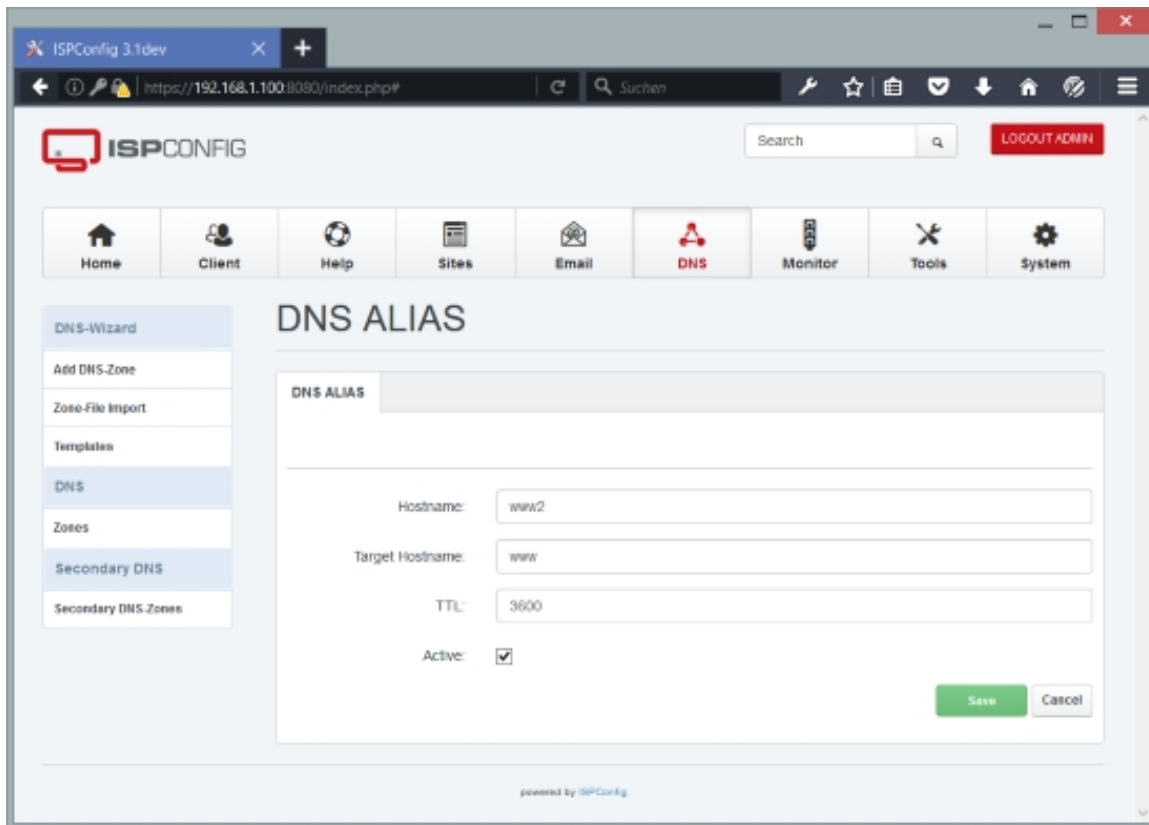 ISPConfig 3.1dev
https://192.168.1.100:8080/index.php#
Suchen
ISPCONFIG
Search
LOGOUT ADMIN
Home
Client
Help
Sites
Email
DNS
Monitor
Tools
System
DNS-Wizard
Add DNS-Zone
Zone-File Import
Templates
DNS
Zones
Secondary DNS
Secondary DNS-Zones
DNS ALIAS
DNS ALIAS
Hostname: www2
Target Hostname: www
TTL: 3600
Active:
Save Cancel
powered by ISPConfig